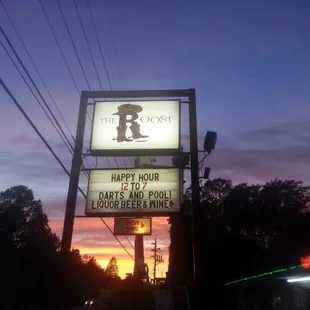 THE ROOST
HAPPY HOUR
12 TO 7
DARTS AND POOL!
LIQUOR BEER & WINE